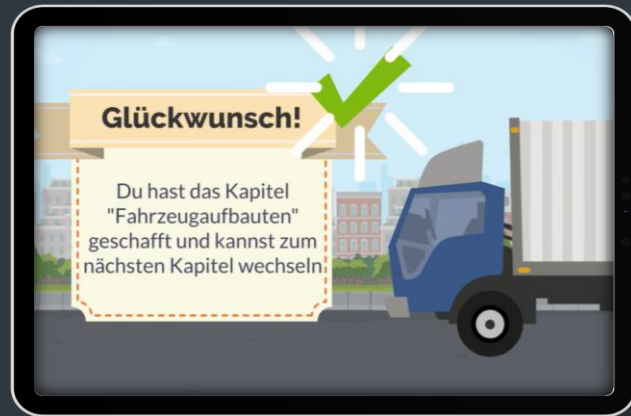 Glückwunsch!
Du hast das Kapitel
"Fahrzeugaufbauten"
geschafft und kannst zum
nächsten Kapitel wechseln